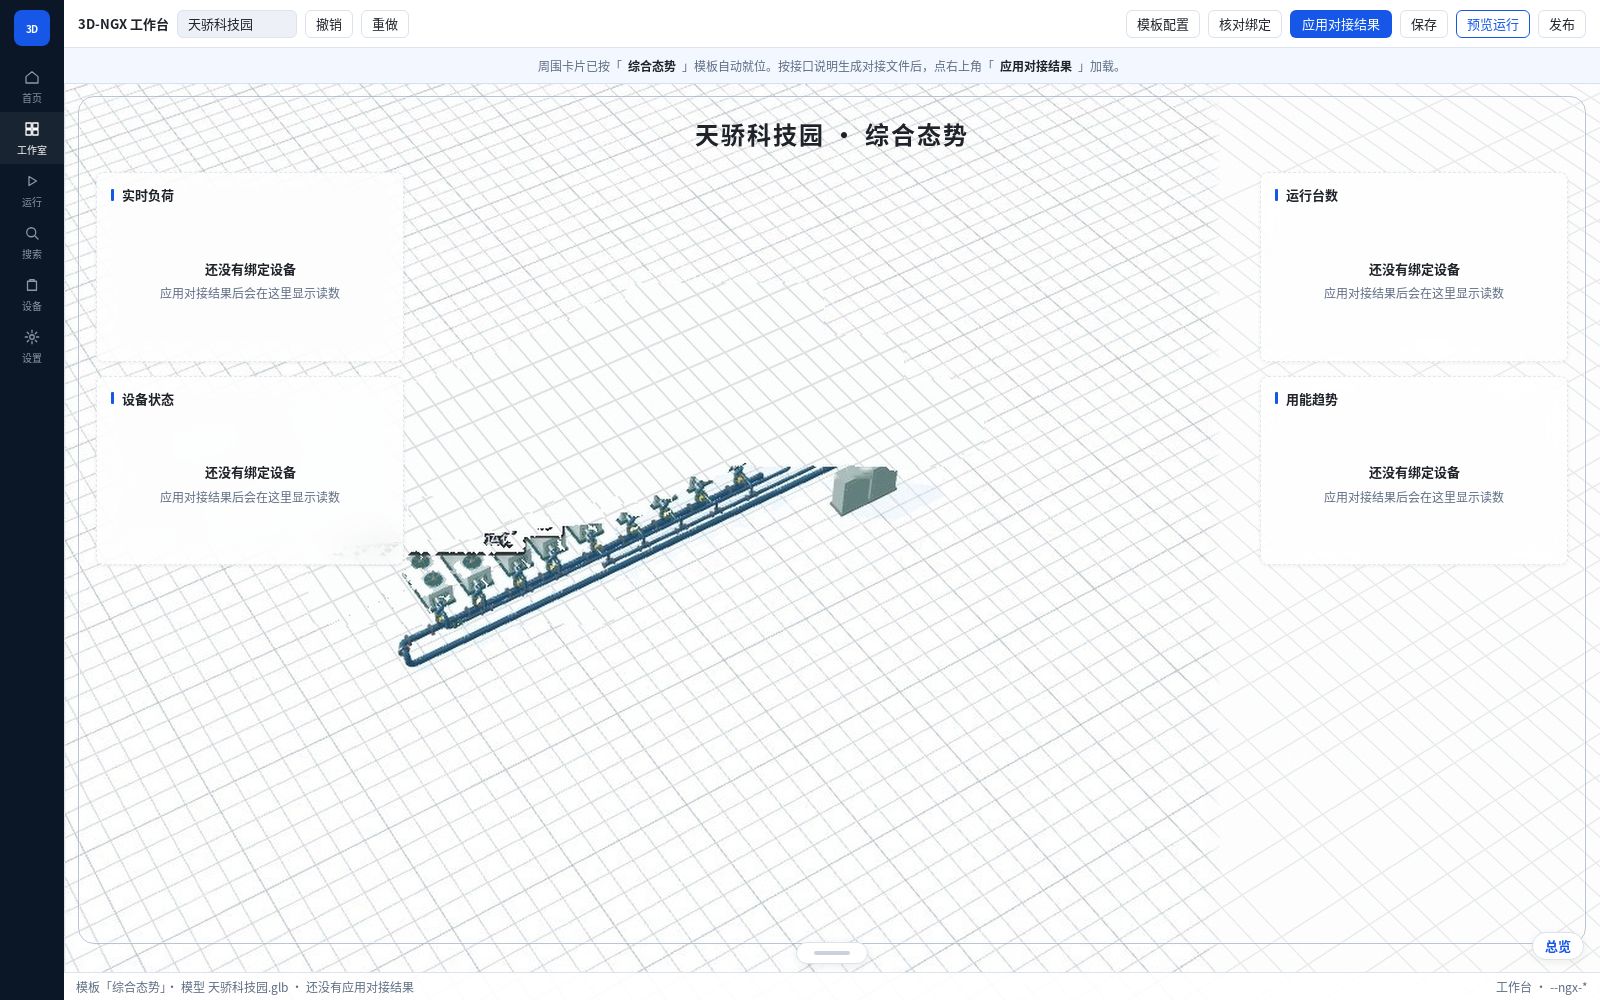 3D
首页
工作室
运行
搜索
设备
设置
3D-NGX 工作台 天骄科技园 撤销 重做 模板配置 核对绑定 应用对接结果 保存 预览运行 发布
周围卡片已按「 综合态势 」模板自动就位。按接口说明生成对接文件后，点右上角「 应用对接结果 」加载。
天骄科技园 · 综合态势
实时负荷
还没有绑定设备
应用对接结果后会在这里显示读数
设备状态
还没有绑定设备
应用对接结果后会在这里显示读数
运行台数
还没有绑定设备
应用对接结果后会在这里显示读数
用能趋势
还没有绑定设备
应用对接结果后会在这里显示读数
总览
模板「综合态势」· 模型 天骄科技园.glb · 还没有应用对接结果
工作台 · --ngx-*